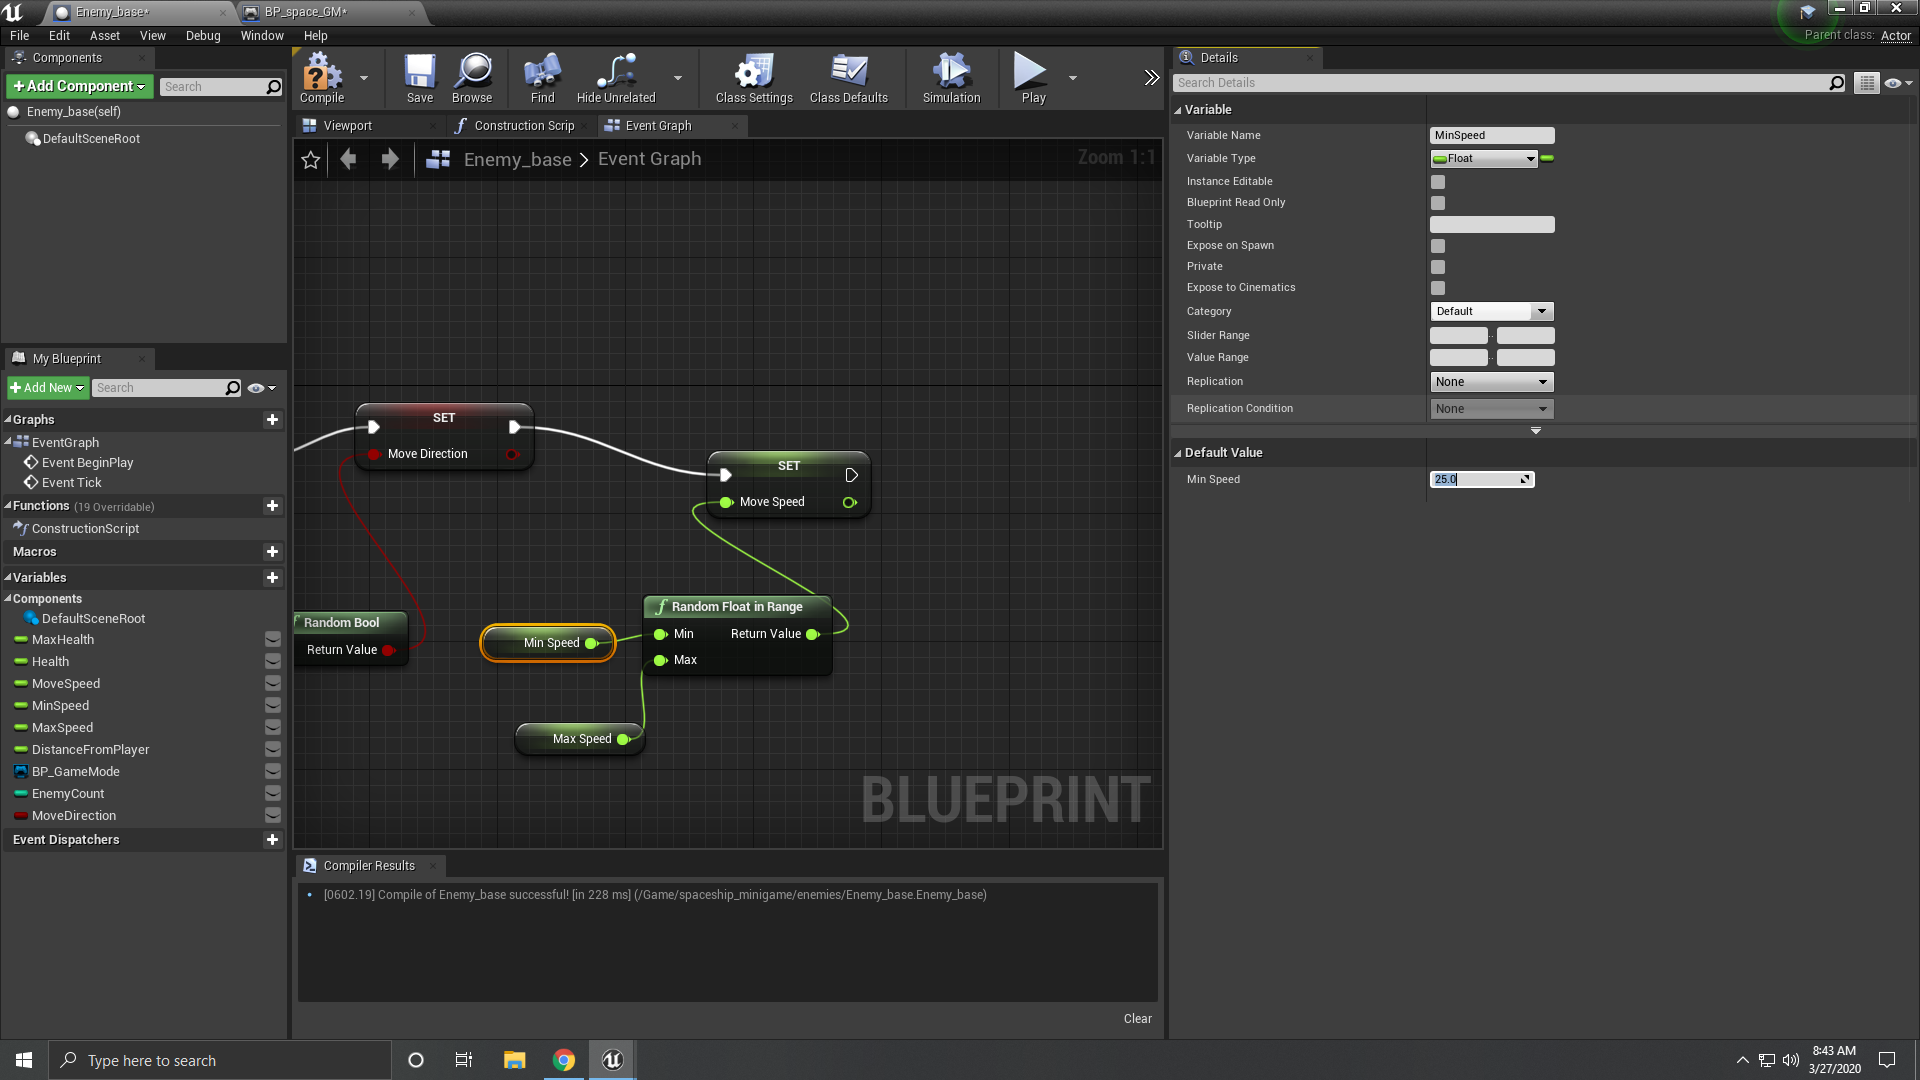 Enemy_base*
BP_space_GM*
File Edit Asset View Debug Window Help
Parent class: Actor
Components
Add Component
Search
Enemy_base(self)
DefaultSceneRoot
Compile
Save
Browse
Find
Hide Unrelated
Class Settings
Class Defaults
Simulation
Play
Viewport
Construction Scrip
Event Graph
Enemy_base > Event Graph
Zoom 1:1
SET
Move Direction
SET
Move Speed
Random Bool
Return Value
Min Speed
Random Float in Range
Min
Return Value
Max
Max Speed
BLUEPRINT
My Blueprint
Add New
Search
Graphs
EventGraph
Event BeginPlay
Event Tick
Functions (19 Overridable)
ConstructionScript
Macros
Variables
Components
DefaultSceneRoot
MaxHealth
Health
MoveSpeed
MinSpeed
MaxSpeed
DistanceFromPlayer
BP_GameMode
EnemyCount
MoveDirection
Event Dispatchers
Compiler Results
[0602.19] Compile of Enemy_base successful! [in 228 ms] (/Game/spaceship_minigame/enemies/Enemy_base.Enemy_base)
Clear
Details
Search Details
Variable
Variable Name MinSpeed
Variable Type Float
Instance Editable
Blueprint Read Only
Tooltip
Expose on Spawn
Private
Expose to Cinematics
Category Default
Slider Range
Value Range
Replication None
Replication Condition None
Default Value
Min Speed 25.0
Type here to search
8:43 AM
3/27/2020